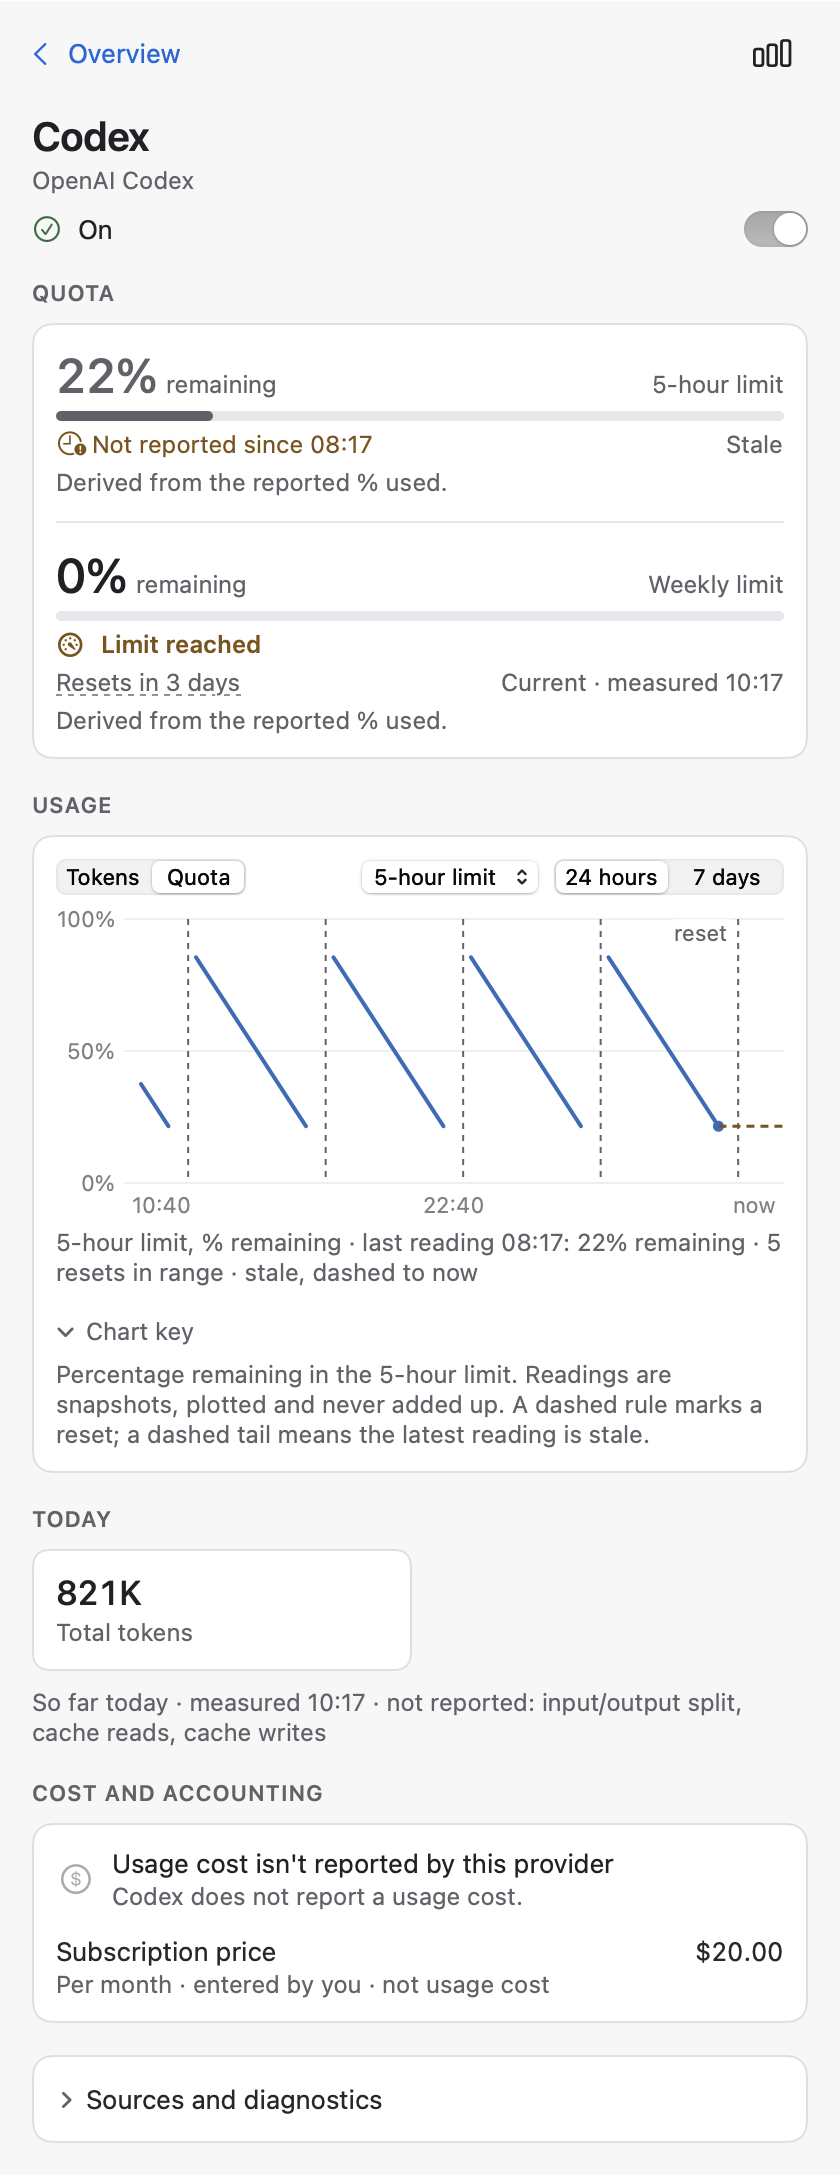 Overview
Codex
OpenAI Codex
On
QUOTA
22% remaining
5-hour limit
Not reported since 08:17
Stale
Derived from the reported % used.
0% remaining
Weekly limit
Limit reached
Resets in 3 days
Current · measured 10:17
Derived from the reported % used.
USAGE
Tokens
Quota
5-hour limit
24 hours
7 days
100%
reset
50%
0%
10:40
22:40
now
5-hour limit, % remaining · last reading 08:17: 22% remaining · 5
resets in range · stale, dashed to now
Chart key
Percentage remaining in the 5-hour limit. Readings are
snapshots, plotted and never added up. A dashed rule marks a
reset; a dashed tail means the latest reading is stale.
TODAY
821K
Total tokens
So far today · measured 10:17 · not reported: input/output split,
cache reads, cache writes
COST AND ACCOUNTING
$
Usage cost isn't reported by this provider
Codex does not report a usage cost.
Subscription price
$20.00
Per month · entered by you · not usage cost
Sources and diagnostics